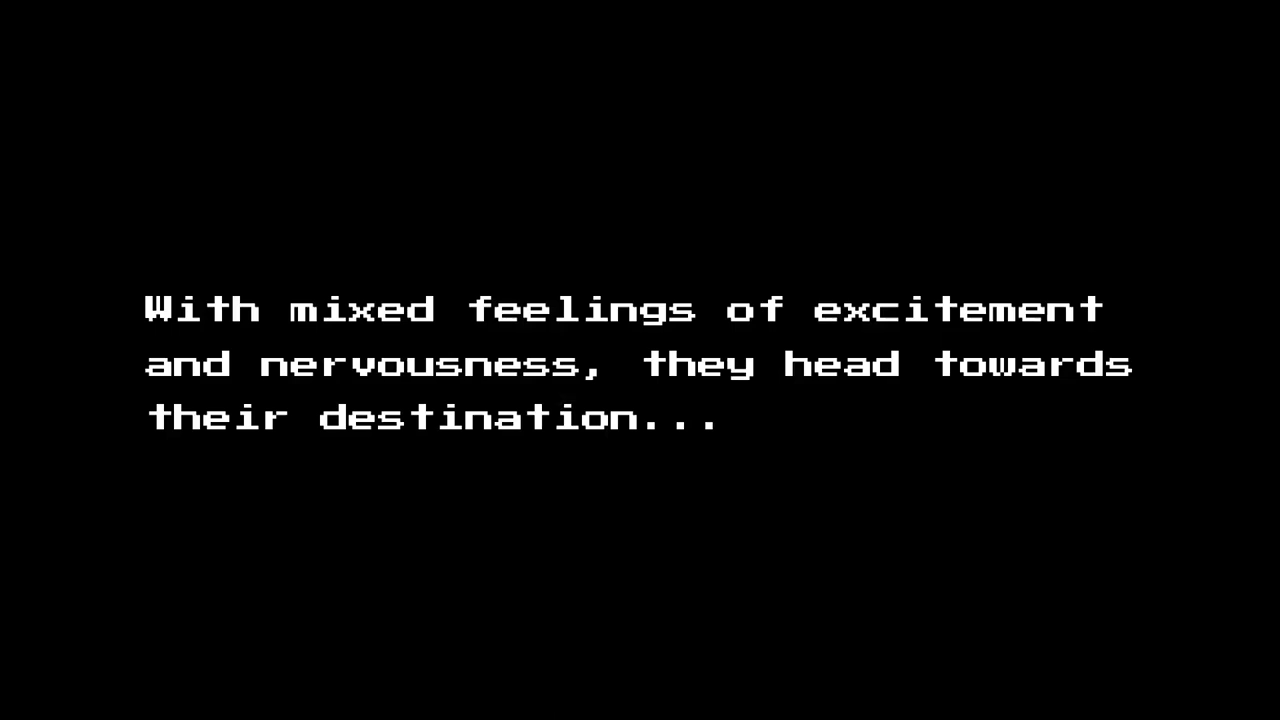 With mixed feelings of excitement
and nervousness, they head towards
their destination...